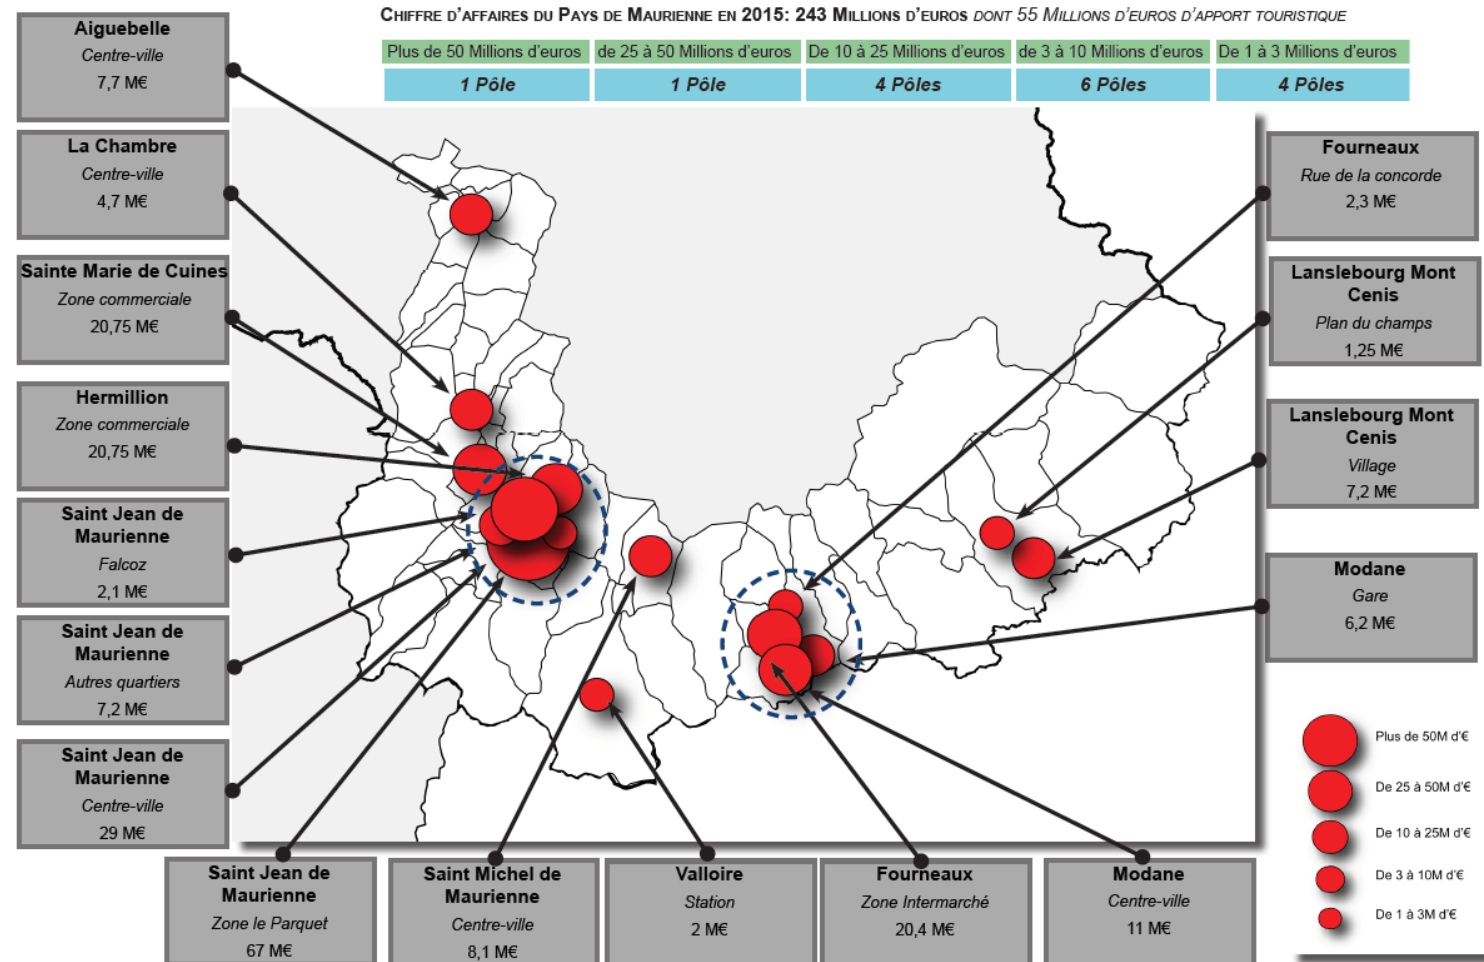 CHIFFRE D'AFFAIRES DU PAYS DE MAURIENNE EN 2015: 243 MILLIONS D'EUROS DONT 55 MILLIONS D'EUROS D'APPORT TOURISTIQUE
Plus de 50 Millions d'euros
de 25 à 50 Millions d'euros
De 10 à 25 Millions d'euros
de 3 à 10 Millions d'euros
De 1 à 3 Millions d'euros
1 Pôle
1 Pôle
4 Pôles
6 Pôles
4 Pôles
Aiguebelle
Centre-ville
7,7 M€
La Chambre
Centre-ville
4,7 M€
Sainte Marie de Cuines
Zone commerciale
20,75 M€
Hermillion
Zone commerciale
20,75 M€
Saint Jean de
Maurienne
Falcoz
2,1 M€
Saint Jean de
Maurienne
Autres quartiers
7,2 M€
Saint Jean de
Maurienne
Centre-ville
29 M€
Saint Jean de
Maurienne
Zone le Parquet
67 M€
Saint Michel de
Maurienne
Centre-ville
8,1 M€
Valloire
Station
2 M€
Fourneaux
Zone Intermarché
20,4 M€
Modane
Centre-ville
11 M€
Fourneaux
Rue de la concorde
2,3 M€
Lanslebourg Mont
Cenis
Plan du champs
1,25 M€
Lanslebourg Mont
Cenis
Village
7,2 M€
Modane
Gare
6,2 M€
Plus de 50M d'€
De 25 à 50M d'€
De 10 à 25M d'€
De 3 à 10M d'€
De 1 à 3M d'€